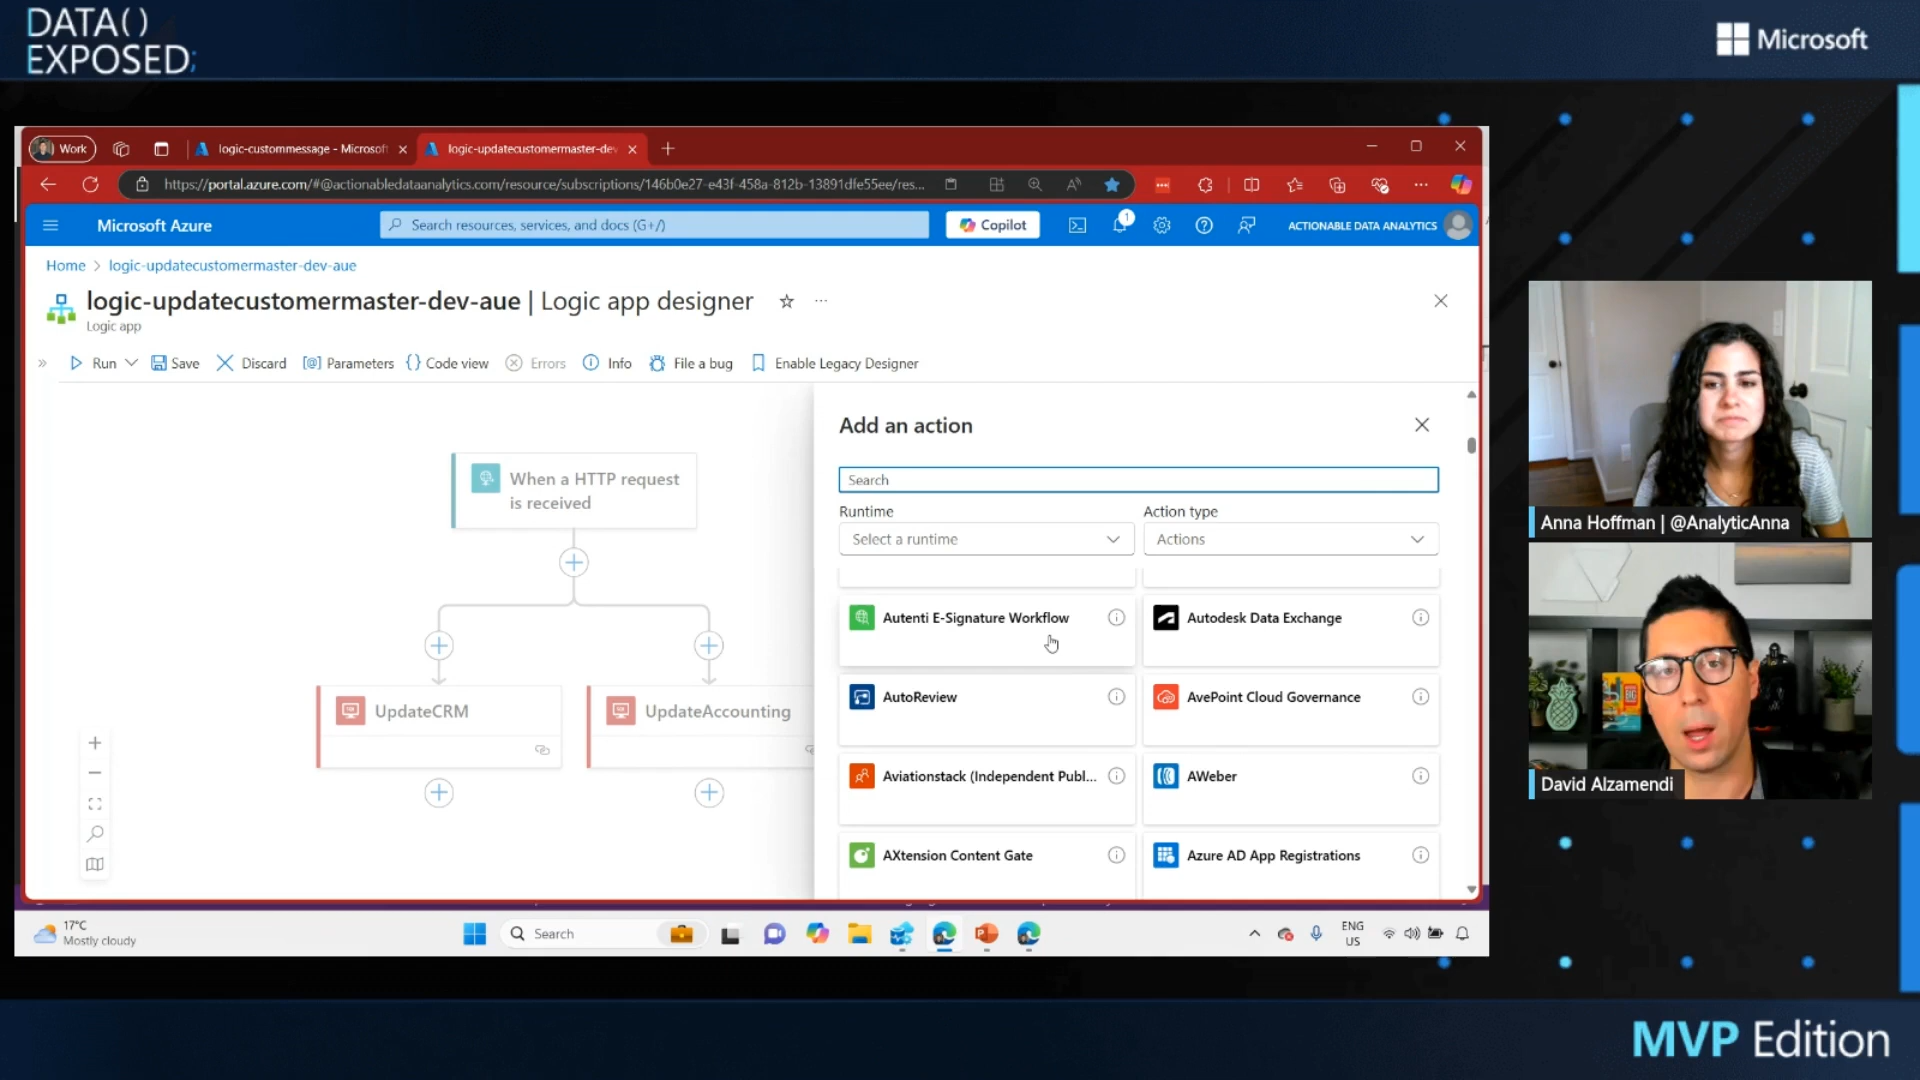 DATA()
EXPOSED;
Microsoft
Work
logic-custommessage - Microsoft
logic-updatecustomermaster-dev
https://portal.azure.com/#@actionabledataanalytics.com/resource/subscriptions/146b0e27-e43f-458a-812b-13891dfe55ee/res...
Microsoft Azure
Search resources, services, and docs (G+/)
Copilot
1
ACTIONABLE DATA ANALYTICS
Home > logic-updatecustomermaster-dev-aue
logic-updatecustomermaster-dev-aue | Logic app designer
Logic app
Run
Save
Discard
Parameters
Code view
Errors
Info
File a bug
Enable Legacy Designer
When a HTTP request
is received
UpdateCRM
UpdateAccounting
Add an action
Search
Runtime
Action type
Select a runtime
Actions
Autenti E-Signature Workflow
Autodesk Data Exchange
AutoReview
AvePoint Cloud Governance
Aviationstack (Independent Publ...
AWeber
AXtension Content Gate
Azure AD App Registrations
17°C
Mostly cloudy
Search
ENG
US
Anna Hoffman | @AnalyticAnna
David Alzamendi
MVP Edition